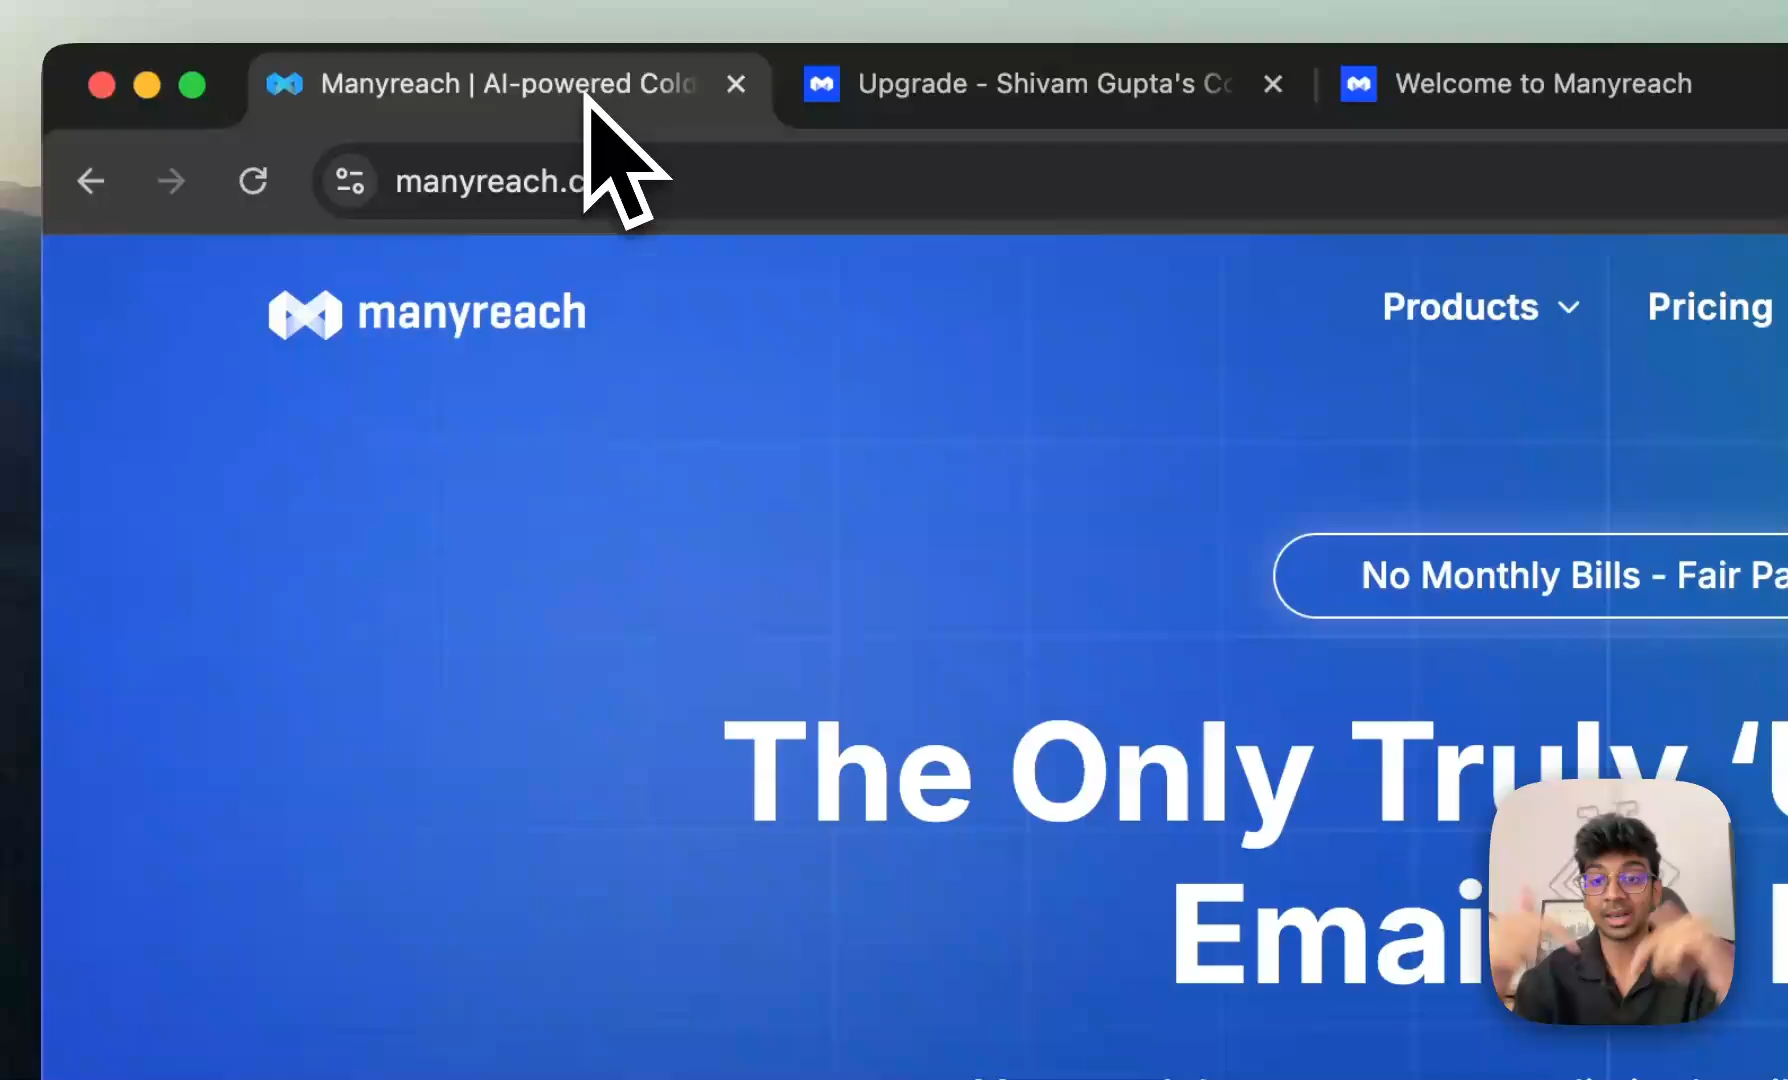 Manyreach | AI-powered Cold
Upgrade - Shivam Gupta's Co
Welcome to Manyreach
manyreach.c
manyreach
Products
Pricing
No Monthly Bills - Fair Pa
The Only Truly ‘U
Emai